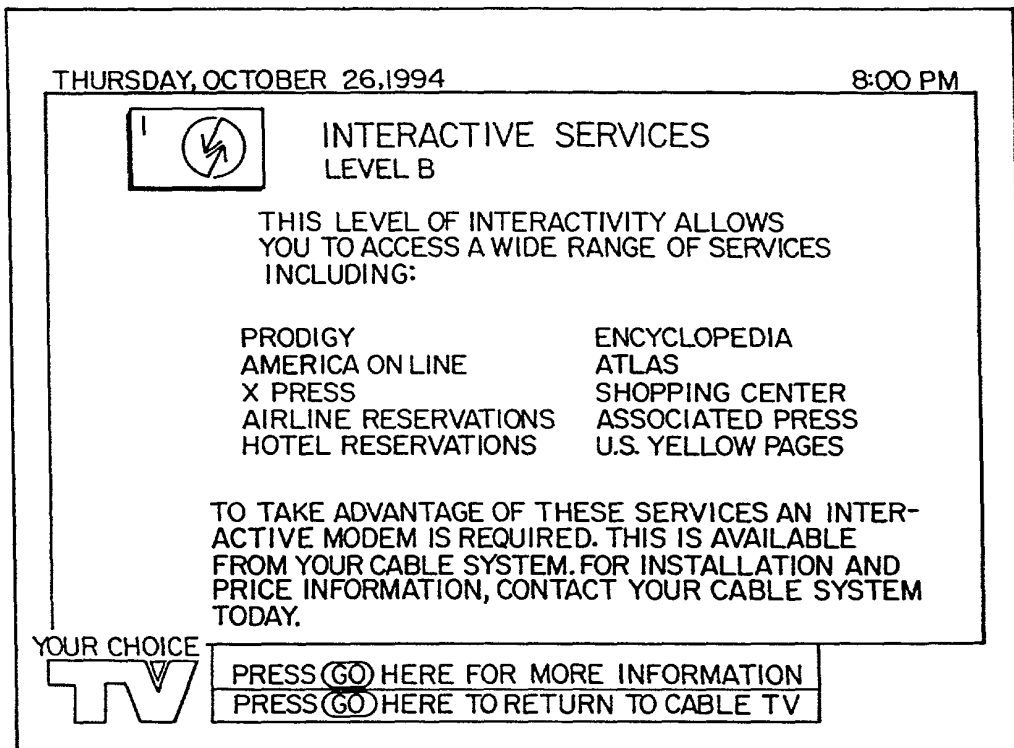 THURSDAY, OCTOBER 26, 1994 8:00 PM
1
INTERACTIVE SERVICES
LEVEL B
THIS LEVEL OF INTERACTIVITY ALLOWS
YOU TO ACCESS A WIDE RANGE OF SERVICES
INCLUDING:
PRODIGY ENCYCLOPEDIA
AMERICA ON LINE ATLAS
X PRESS SHOPPING CENTER
AIRLINE RESERVATIONS ASSOCIATED PRESS
HOTEL RESERVATIONS U.S. YELLOW PAGES
TO TAKE ADVANTAGE OF THESE SERVICES AN INTER-
ACTIVE MODEM IS REQUIRED. THIS IS AVAILABLE
FROM YOUR CABLE SYSTEM. FOR INSTALLATION AND
PRICE INFORMATION, CONTACT YOUR CABLE SYSTEM
TODAY.
YOUR CHOICE
TV
PRESS GO HERE FOR MORE INFORMATION
PRESS GO HERE TO RETURN TO CABLE TV